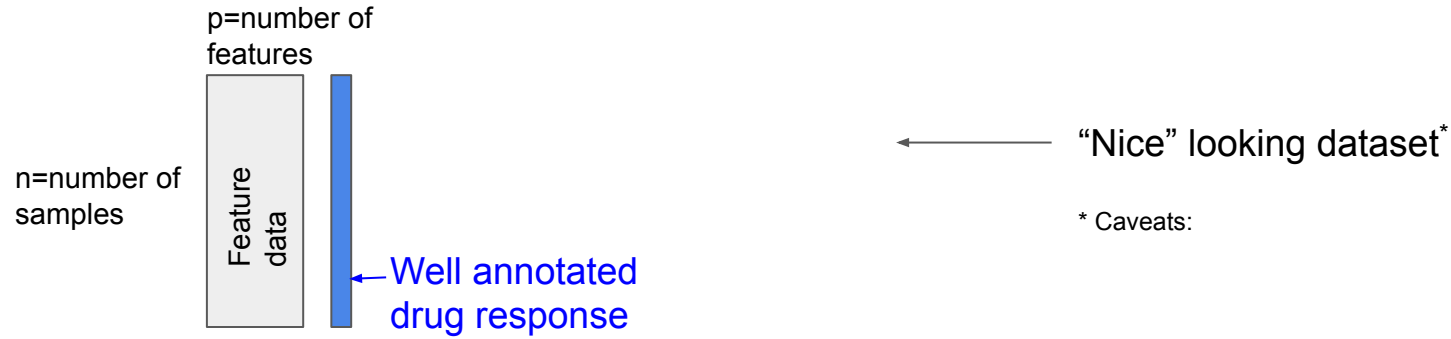 p=number of
features
n=number of
samples
Feature
data
Well annotated
drug response
“Nice” looking dataset*
* Caveats: